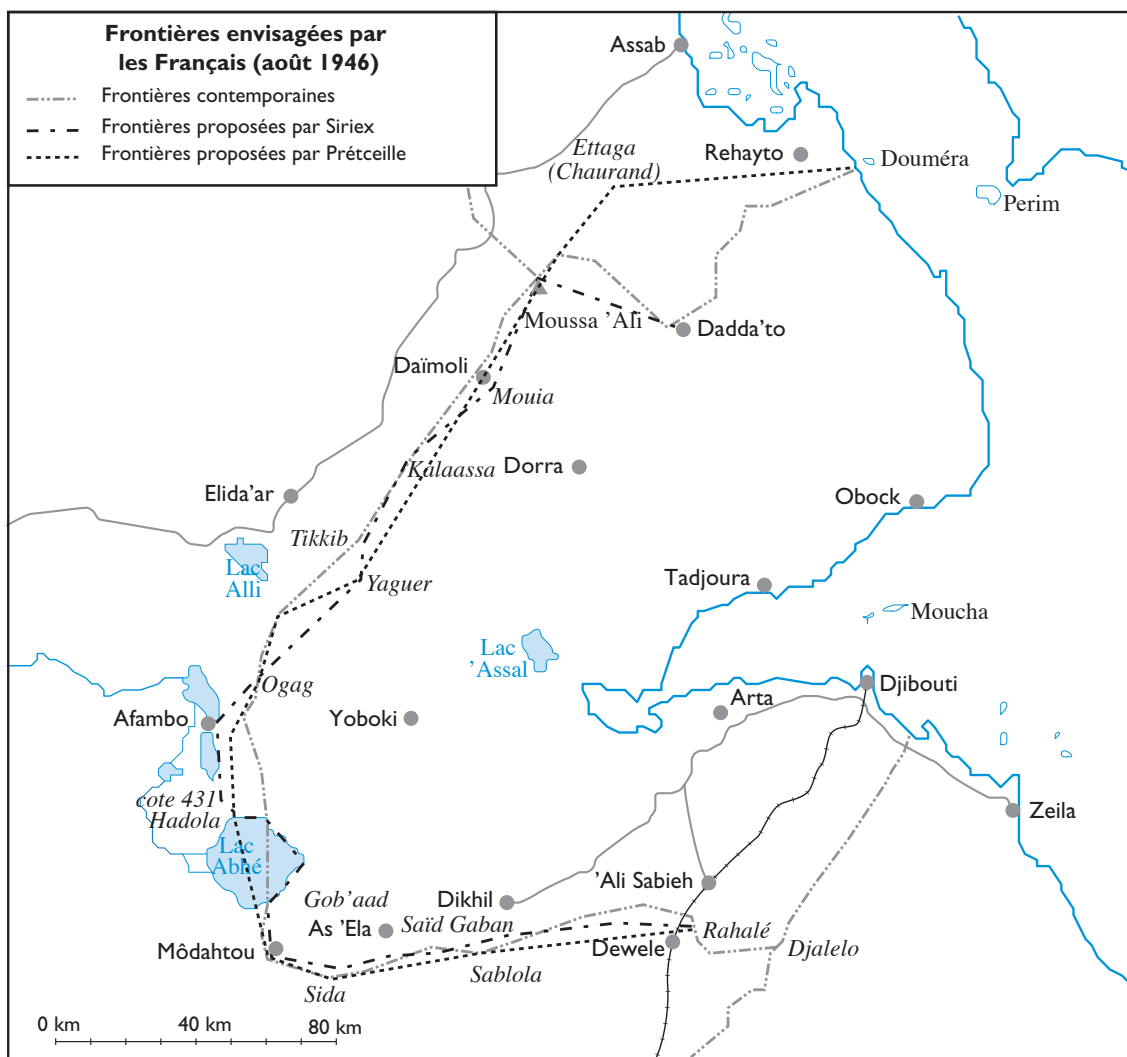 Frontières envisagées par
les Français (août 1946)
Frontières contemporaines
Frontières proposées par Siriex
Frontières proposées par Prétceille
Assab
Ettaga
(Chaurand)
Rehayto
Douméra
Perim
Moussa ’Ali
Dadda’to
Daïmoli
Mouia
Kalaassa
Dorra
Elida’ar
Obock
Tikkib
Lac
Alli
Yaguer
Tadjoura
Moucha
Lac
’Assal
Ogag
Djibouti
Afambo
Yoboki
Arta
cote 431
Hadola
Zeila
Lac
Abhé
’Ali Sabieh
Gob’aad
Dikhil
As ’Ela
Saïd Gaban
Rahalé
Môdahtou
Dewele
Djalelo
Sablola
Sida
0 km
40 km
80 km